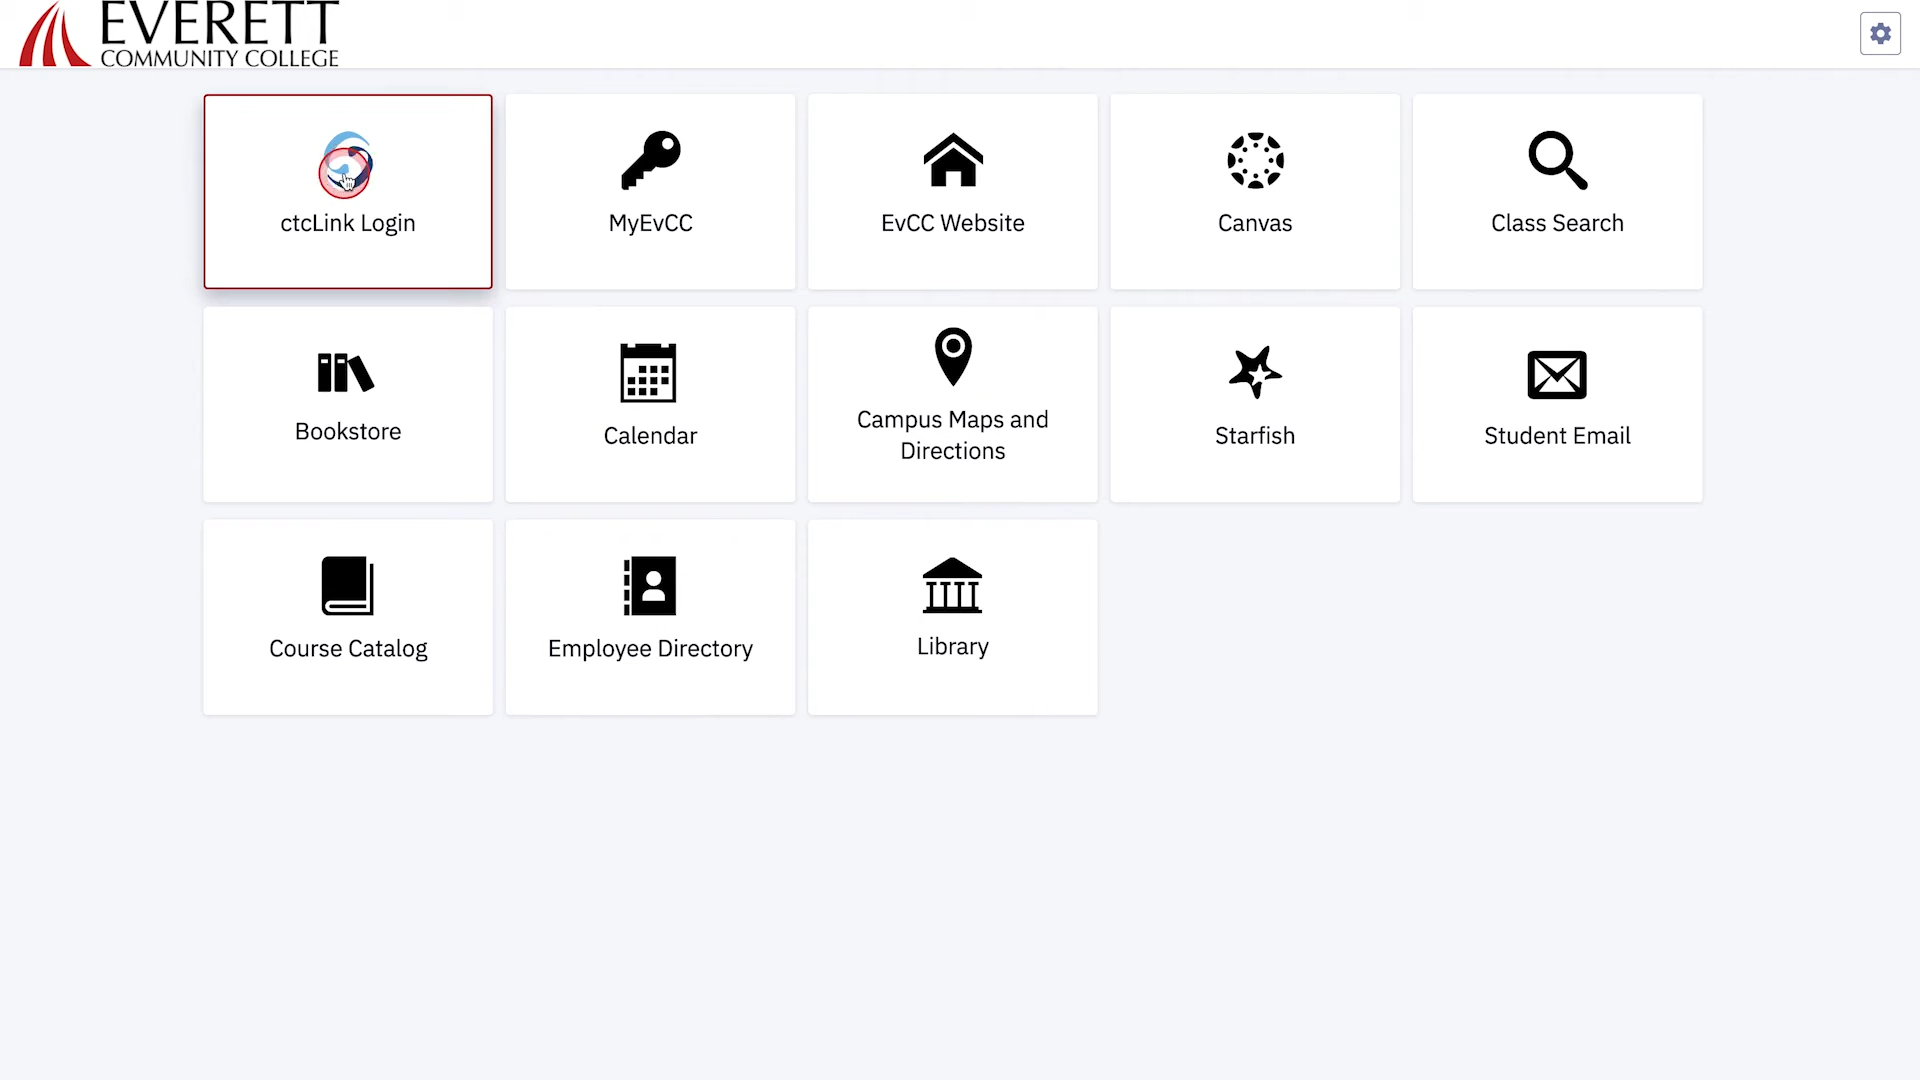 EVERETT
COMMUNITY COLLEGE
ctcLink Login
MyEvCC
EvCC Website
Canvas
Class Search
Bookstore
Calendar
Campus Maps and
Directions
Starfish
Student Email
Course Catalog
Employee Directory
Library